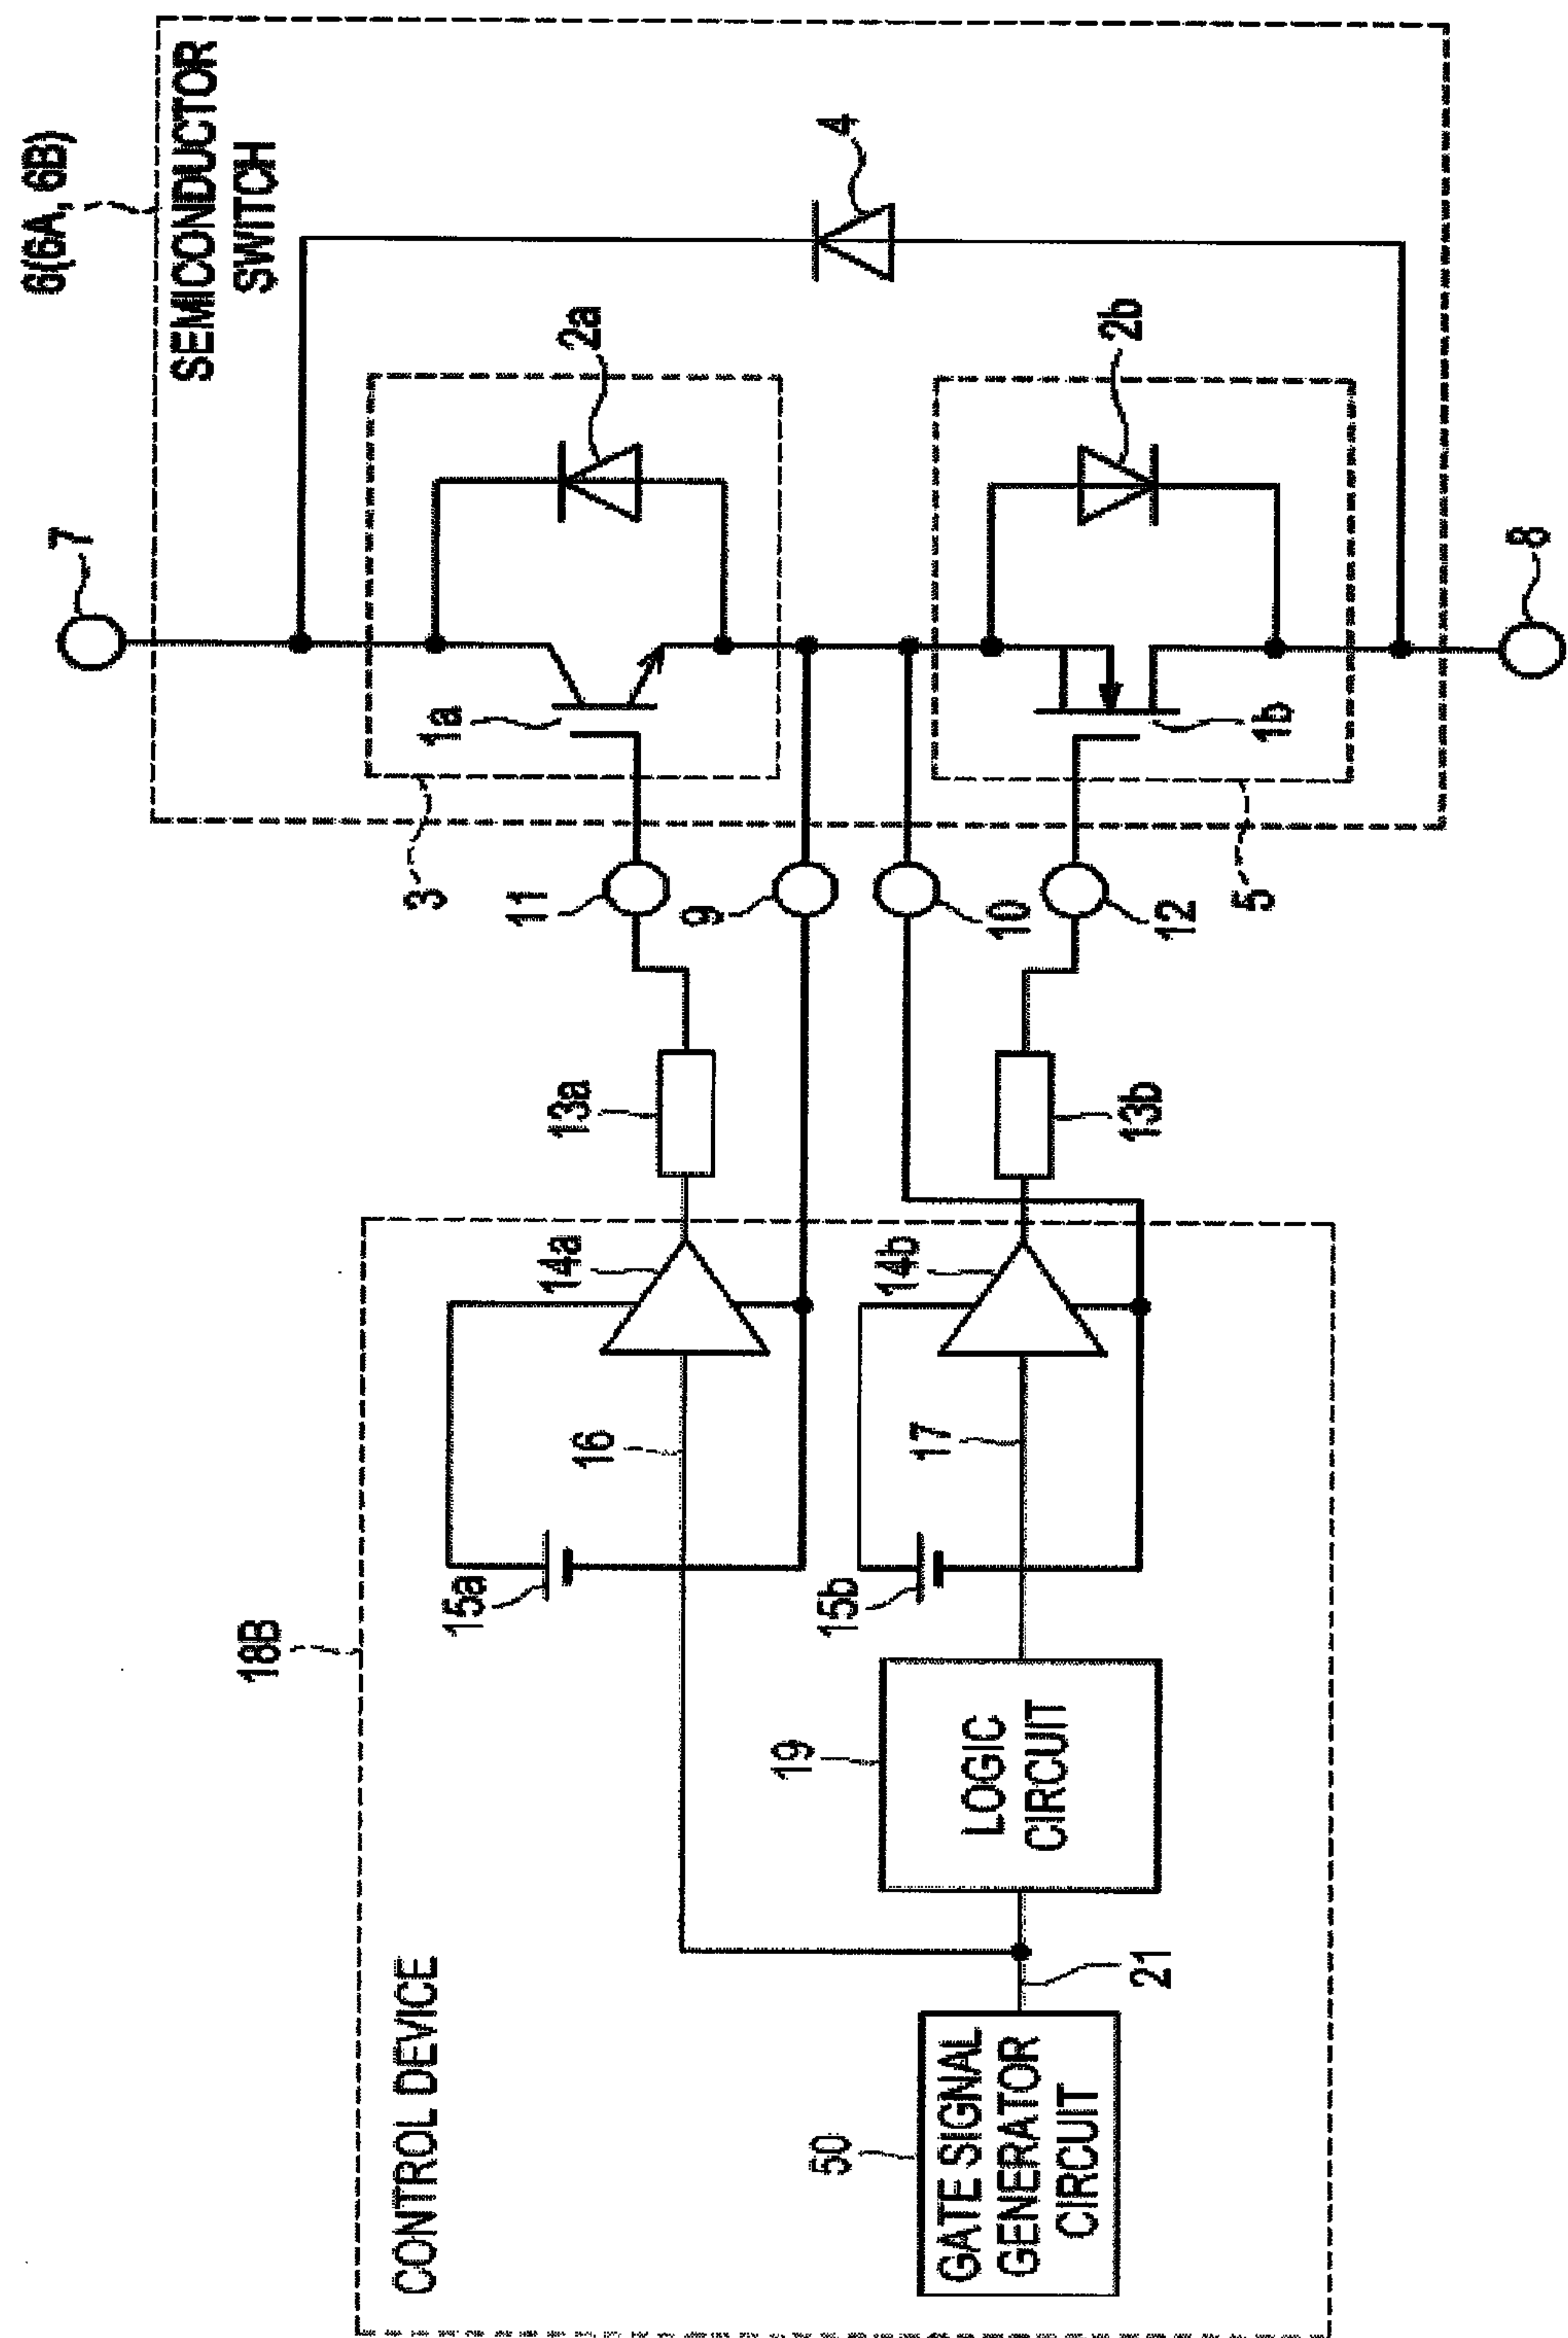 6(6A, 6B)
SEMICONDUCTOR
SWITCH
7
4
2a
2b
8
1a
1b
3
11
9
10
12
5
13a
13b
14a
14b
16
17
15a
15b
18B
19
LOGIC
CIRCUIT
CONTROL DEVICE
21
50
GATE SIGNAL
GENERATOR
CIRCUIT